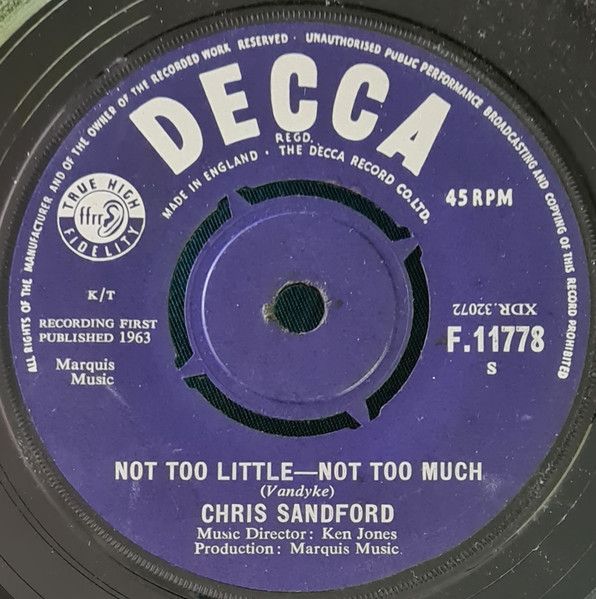 ALL RIGHTS OF THE MANUFACTURER AND OF THE OWNER OF THE RECORDED WORK RESERVED · UNAUTHORISED PUBLIC PERFORMANCE BROADCASTING AND COPYING OF THIS RECORD PROHIBITED
DECCA
REGD.
MADE IN ENGLAND · THE DECCA RECORD CO. LTD.
TRUE HIGH
ffrr
FIDELITY
45 RPM
K/T
RECORDING FIRST
PUBLISHED 1963
Marquis
Music
XDR.32072
F.11778
S
NOT TOO LITTLE—NOT TOO MUCH
(Vandyke)
CHRIS SANDFORD
Music Director: Ken Jones
Production: Marquis Music.